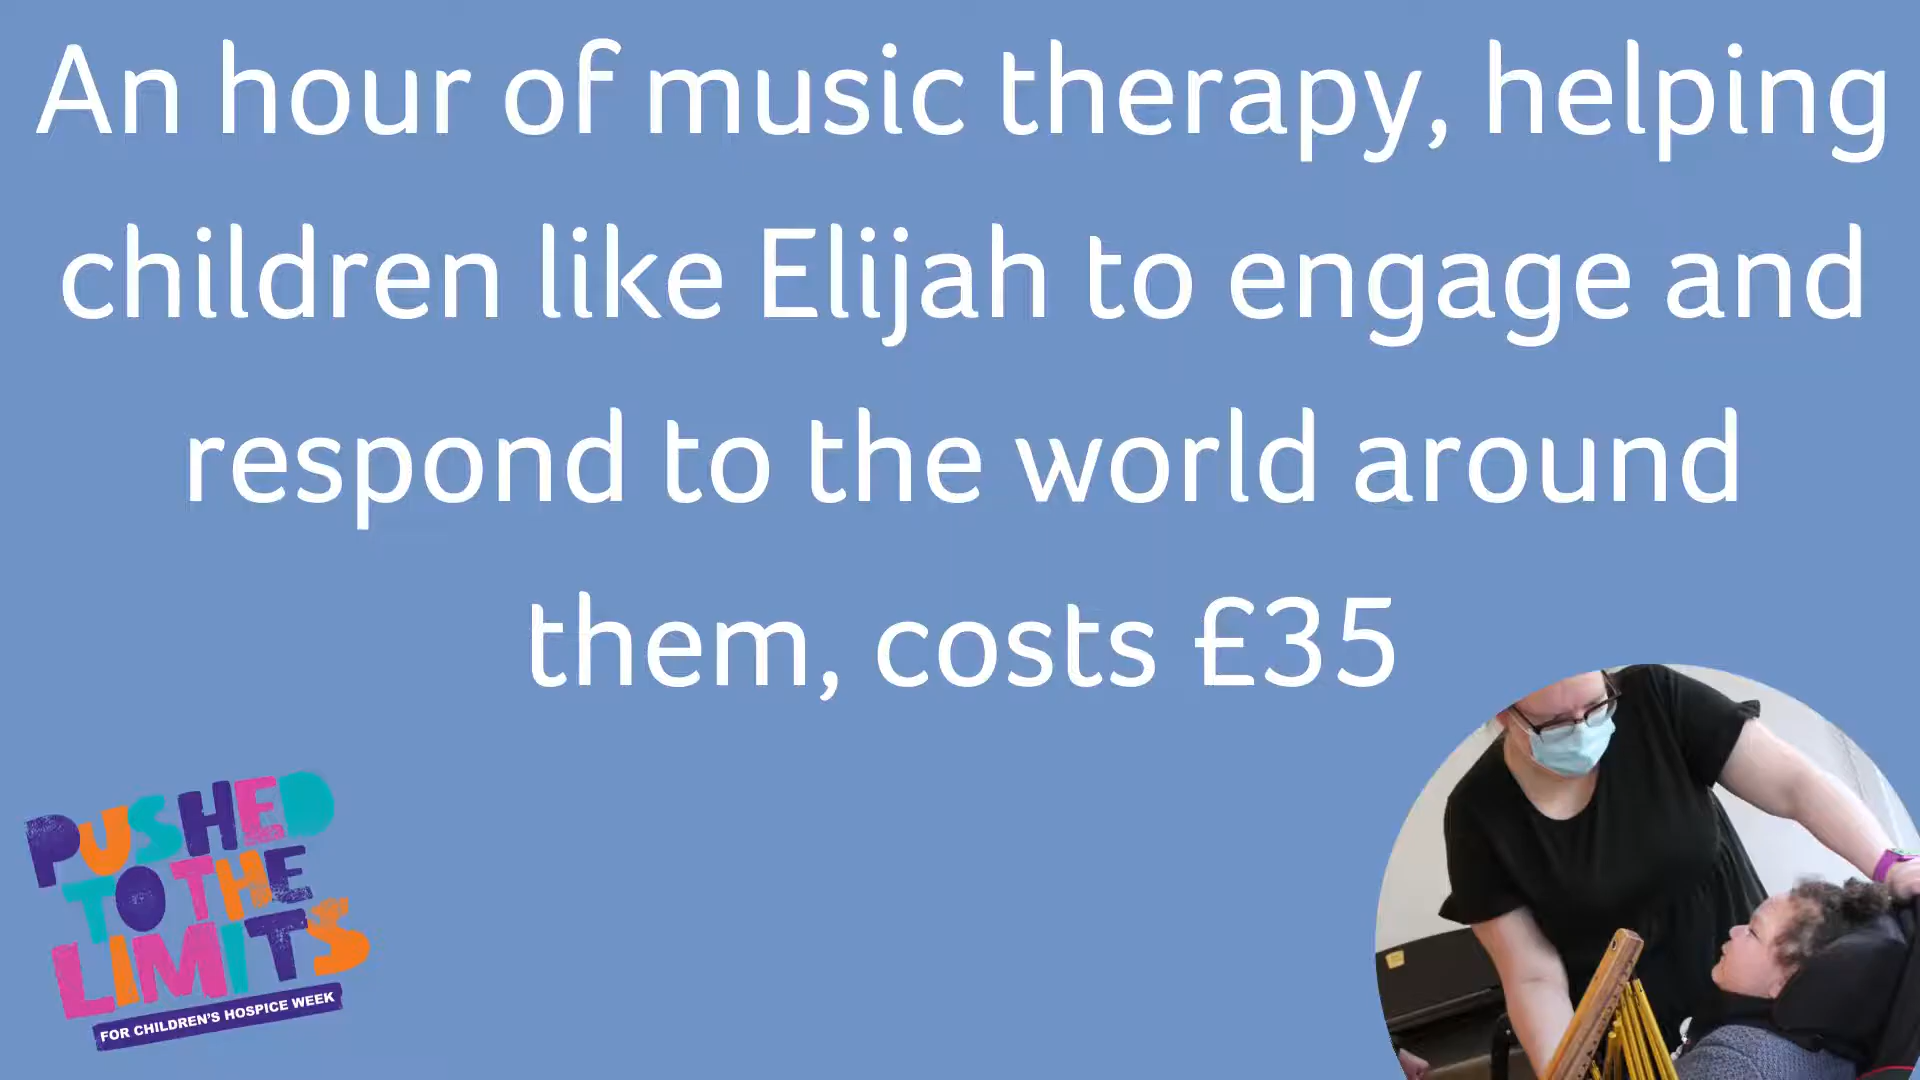 An hour of music therapy, helping
children like Elijah to engage and
respond to the world around
them, costs £35
PUSHED
TO THE
LIMITS
FOR CHILDREN'S HOSPICE WEEK